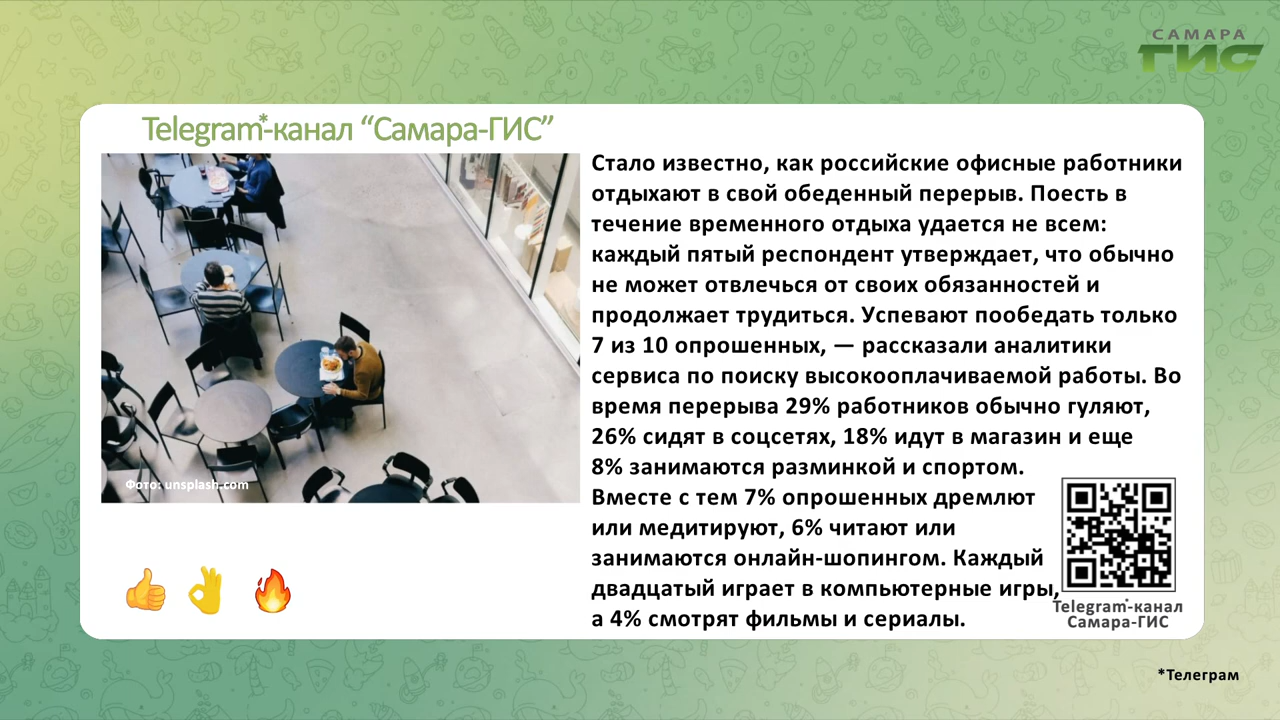 САМАРА
ГИС
Telegram*-канал “Самара-ГИС”
Стало известно, как российские офисные работники
отдыхают в свой обеденный перерыв. Поесть в
течение временного отдыха удается не всем:
каждый пятый респондент утверждает, что обычно
не может отвлечься от своих обязанностей и
продолжает трудиться. Успевают пообедать только
7 из 10 опрошенных, — рассказали аналитики
сервиса по поиску высокооплачиваемой работы. Во
время перерыва 29% работников обычно гуляют,
26% сидят в соцсетях, 18% идут в магазин и еще
8% занимаются разминкой и спортом.
Вместе с тем 7% опрошенных дремлют
или медитируют, 6% читают или
занимаются онлайн-шопингом. Каждый
двадцатый играет в компьютерные игры,
а 4% смотрят фильмы и сериалы.
Фото: unsplash.com
Telegram*-канал
Самара-ГИС
*Телеграм